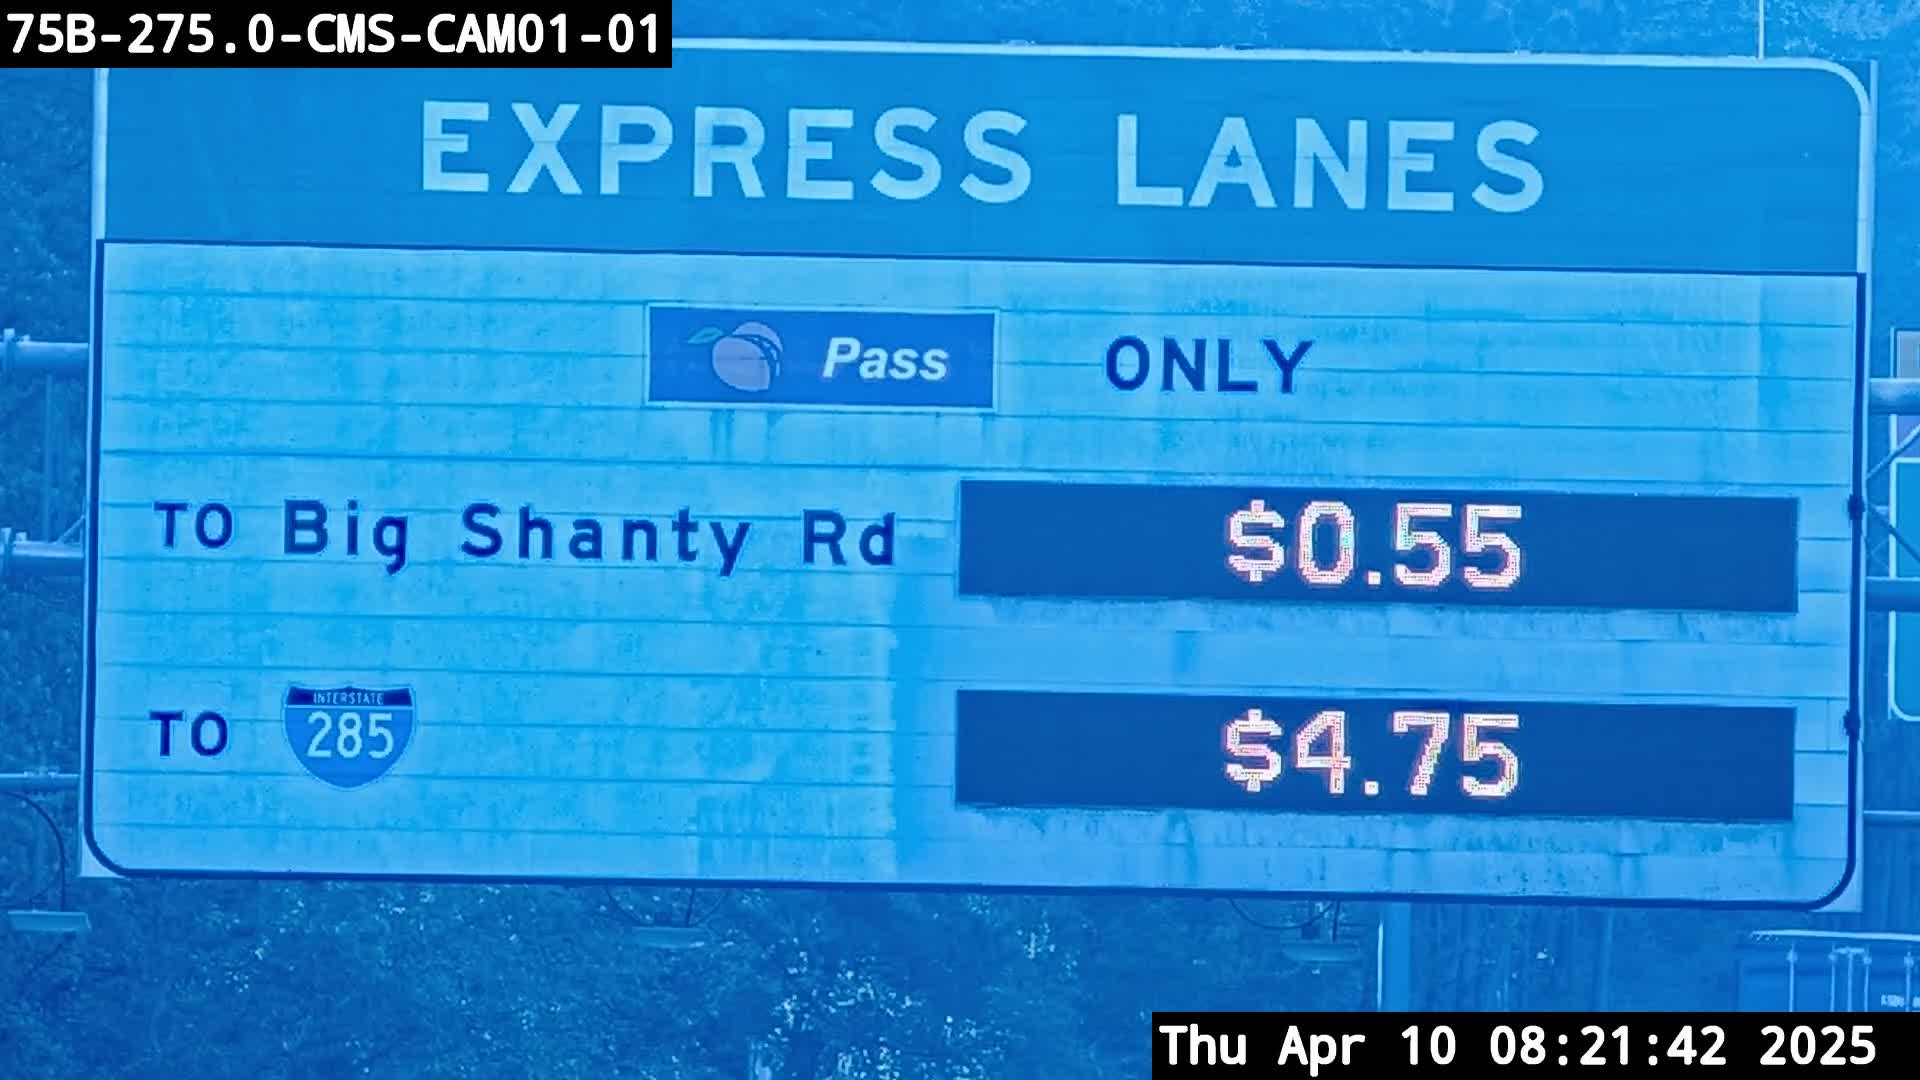 75B-275.0-CMS-CAM01-01
EXPRESS LANES
Pass ONLY
TO Big Shanty Rd $0.55
TO INTERSTATE 285 $4.75
Thu Apr 10 08:21:42 2025